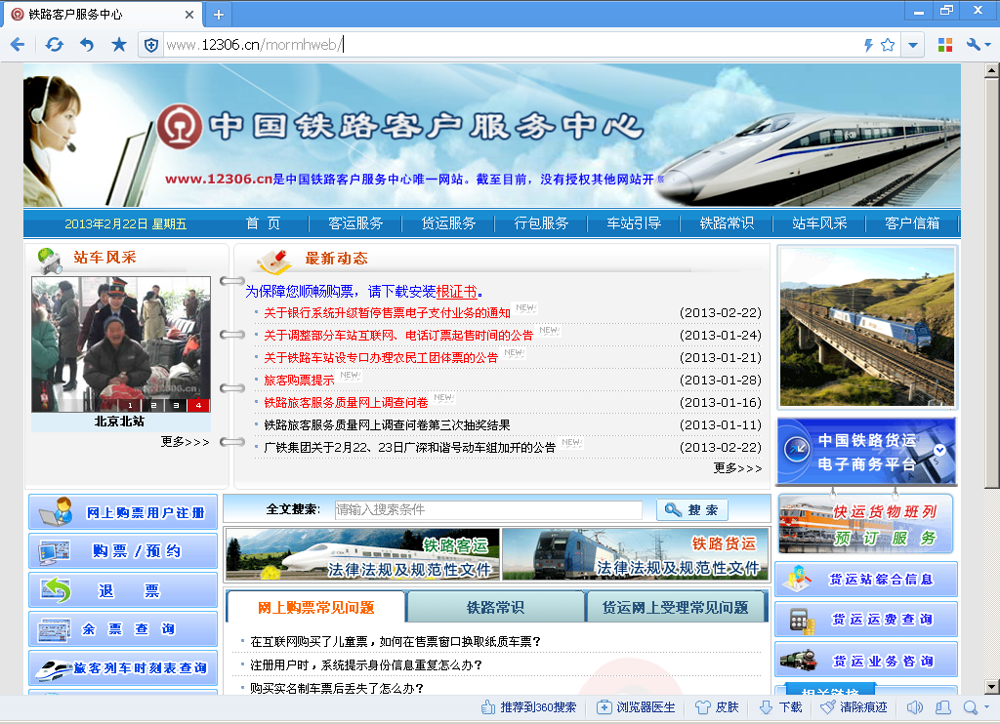 铁路客户服务中心
www.12306.cn/mormhweb/
中国铁路客户服务中心
www.12306.cn是中国铁路客户服务中心唯一网站。截至目前，没有授权其他网站开展
2013年2月22日 星期五 首 页 客运服务 货运服务 行包服务 车站引导 铁路常识 站车风采 客户信箱
站车风采
1 2 3 4
北京北站
更多>>>
最新动态
为保障您顺畅购票，请下载安装根证书。
关于银行系统升级暂停售票电子支付业务的通知 NEW (2013-02-22)
关于调整部分车站互联网、电话订票起售时间的公告 NEW (2013-01-24)
关于铁路车站设专口办理农民工团体票的公告 NEW (2013-01-21)
旅客购票提示 NEW (2013-01-28)
铁路旅客服务质量网上调查问卷 NEW (2013-01-16)
铁路旅客服务质量网上调查问卷第三次抽奖结果 (2013-01-11)
广铁集团关于2月22、23日广深和谐号动车组加开的公告 NEW (2013-02-22)
更多>>>
中国铁路货运
电子商务平台
快运货物班列
预 订 服 务
货运站综合信息
货运运费查询
货运业务咨询
相关链接
网上购票用户注册
购票/预约
退 票
余 票 查 询
旅客列车时刻表查询
全文搜索: 请输入搜索条件 搜 索
铁路客运
法律法规及规范性文件
铁路货运
法律法规及规范性文件
网上购票常见问题 铁路常识 货运网上受理常见问题
在互联网购买了儿童票，如何在售票窗口换取纸质车票?
注册用户时，系统提示身份信息重复怎么办?
购买实名制车票后丢失了怎么办?
推荐到360搜索 浏览器医生 皮肤 下载 清除痕迹